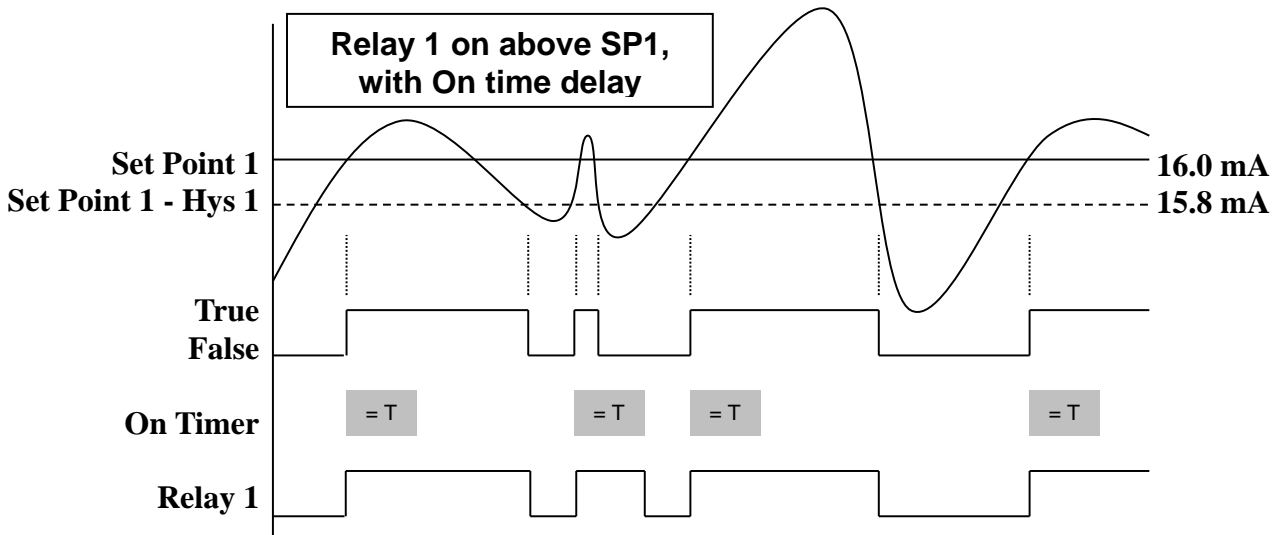 Relay 1 on above SP1,
with On time delay
Set Point 1
16.0 mA
Set Point 1 - Hys 1
15.8 mA
True
False
On Timer
= T
= T
= T
= T
Relay 1